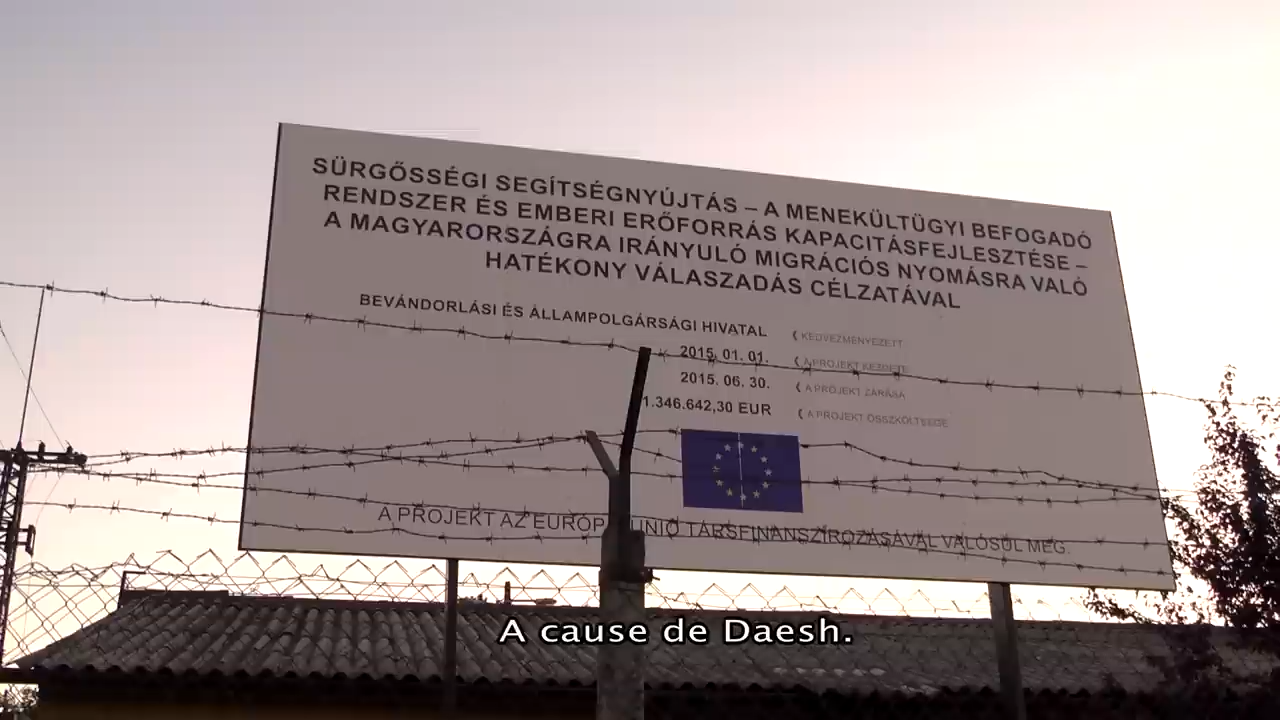 SÜRGŐSSÉGI SEGÍTSÉGNYÚJTÁS – A MENEKÜLTÜGYI BEFOGADÓ
RENDSZER ÉS EMBERI ERŐFORRÁS KAPACITÁSFEJLESZTÉSE –
A MAGYARORSZÁGRA IRÁNYULÓ MIGRÁCIÓS NYOMÁSRA VALÓ
HATÉKONY VÁLASZADÁS CÉLZATÁVAL
BEVÁNDORLÁSI ÉS ÁLLAMPOLGÁRSÁGI HIVATAL ( KEDVEZMÉNYEZETT
2015. 01. 01. ( A PROJEKT KEZDETE
2015. 06. 30. ( A PROJEKT ZÁRÁSA
1.346.642,30 EUR ( A PROJEKT ÖSSZKÖLTSÉGE
A PROJEKT AZ EURÓP UNIÓ TÁRSFINANSZÍROZÁSÁVAL VALÓSUL MEG.
A cause de Daesh.